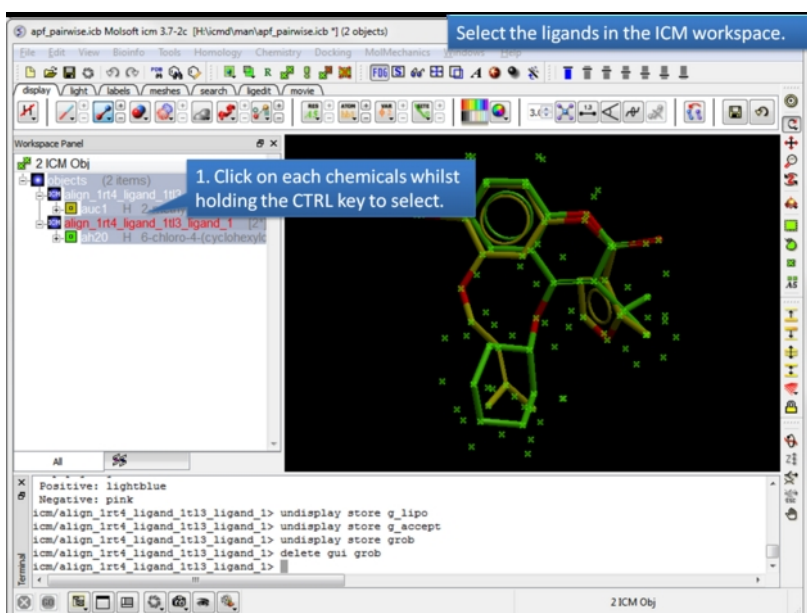 apf_pairwise.icb Molsoft icm 3.7-2c [H:\icmd\man\apf_pairwise.icb *] (2 objects)
Select the ligands in the ICM workspace.
File Edit View Bioinfo Tools Homology Chemistry Docking MolMechanics Windows Help
display light labels meshes search ligedit movie
Workspace Panel
2 ICM Obj
objects (2 items)
1. Click on each chemicals whilst
holding the CTRL key to select.
auc1 H
align_1rt4_ligand_1tl3_ligand_1
ah20 H 6-chloro-4-(cyclohexylo
All
Positive: lightblue
Negative: pink
icm/align_1rt4_ligand_1tl3_ligand_1> undisplay store g_lipo
icm/align_1rt4_ligand_1tl3_ligand_1> undisplay store g_accept
icm/align_1rt4_ligand_1tl3_ligand_1> undisplay store grob
icm/align_1rt4_ligand_1tl3_ligand_1> delete gui grob
icm/align_1rt4_ligand_1tl3_ligand_1>
Terminal
2 ICM Obj